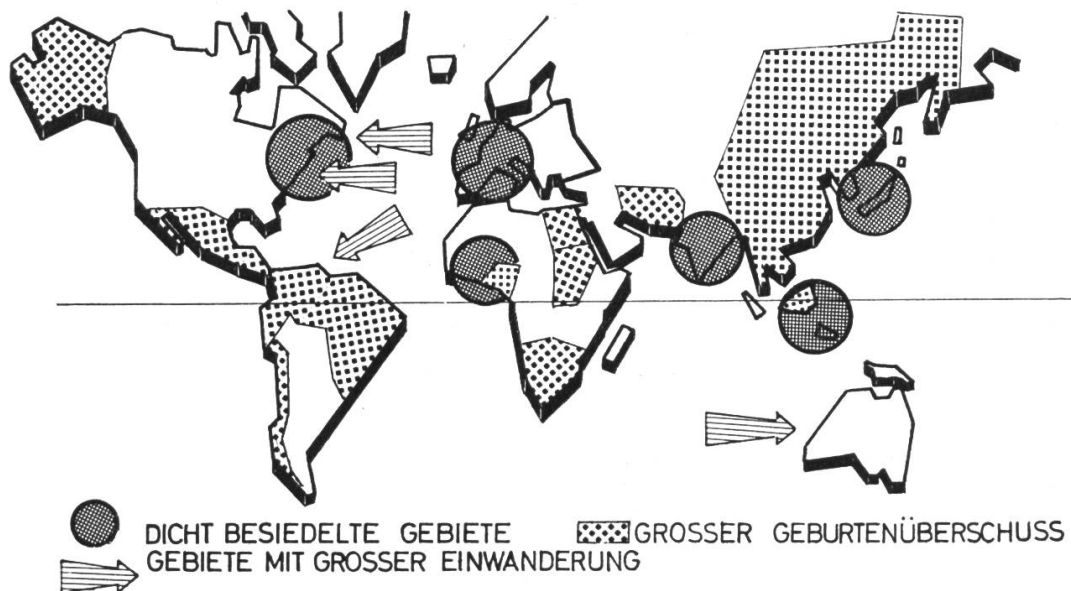 DICHT BESIEDELTE GEBIETE
GROSSER GEBURTENÜBERSCHUSS
GEBIETE MIT GROSSER EINWANDERUNG